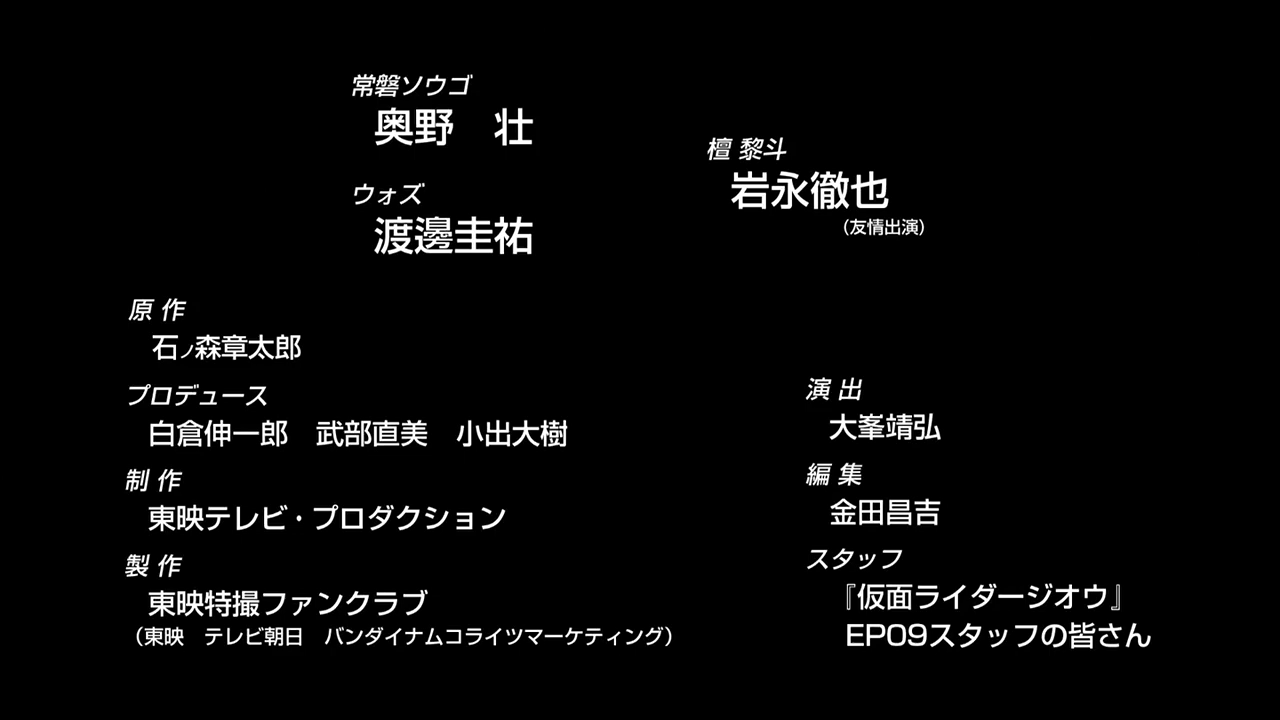 常磐ソウゴ
奥野　壮
ウォズ
渡邊圭祐
檀 黎斗
岩永徹也
（友情出演）
原 作
石ノ森章太郎
プロデュース
白倉伸一郎　武部直美　小出大樹
制 作
東映テレビ・プロダクション
製 作
東映特撮ファンクラブ
（東映　テレビ朝日　バンダイナムコライツマーケティング）
演 出
大峯靖弘
編 集
金田昌吉
スタッフ
『仮面ライダージオウ』
EP09スタッフの皆さん